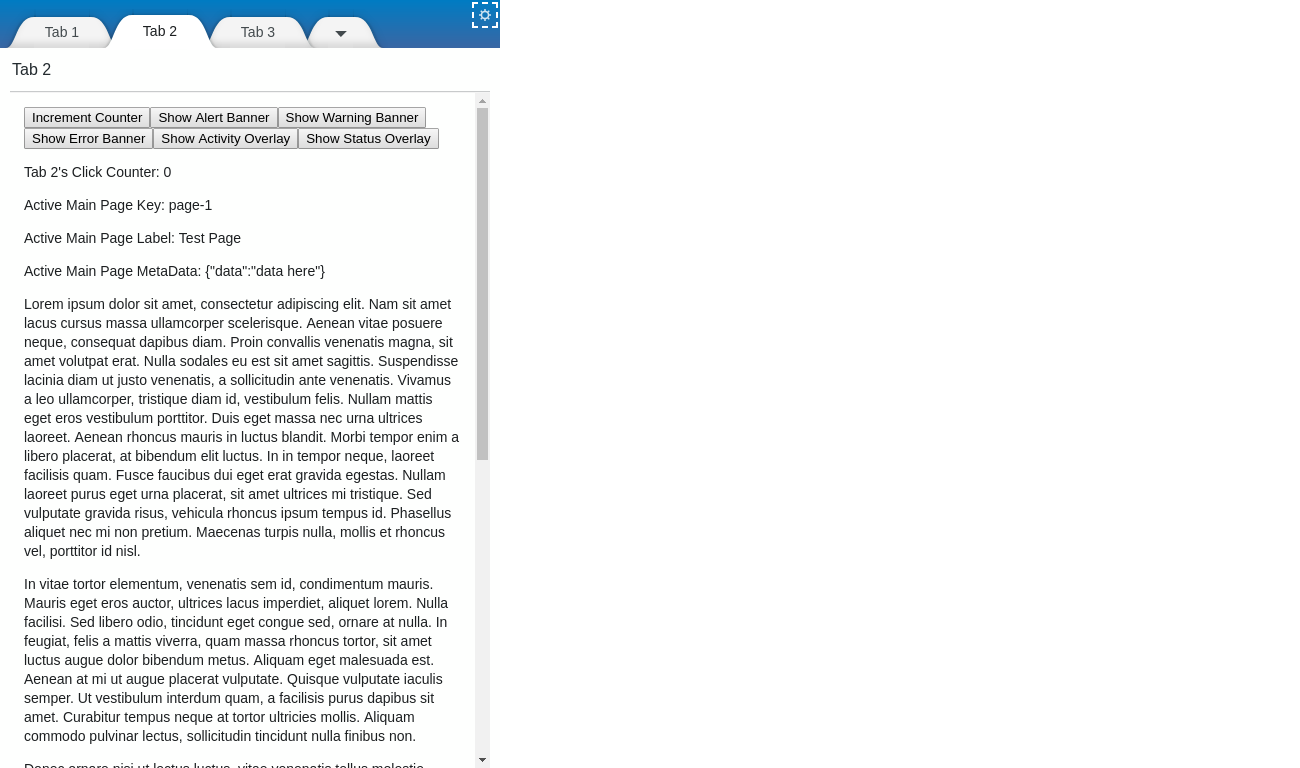 Tab 1
Tab 2
Tab 3
Tab 2
Increment Counter Show Alert Banner Show Warning Banner
Show Error Banner Show Activity Overlay Show Status Overlay
Tab 2's Click Counter: 0
Active Main Page Key: page-1
Active Main Page Label: Test Page
Active Main Page MetaData: {"data":"data here"}
Lorem ipsum dolor sit amet, consectetur adipiscing elit. Nam sit amet
lacus cursus massa ullamcorper scelerisque. Aenean vitae posuere
neque, consequat dapibus diam. Proin convallis venenatis magna, sit
amet volutpat erat. Nulla sodales eu est sit amet sagittis. Suspendisse
lacinia diam ut justo venenatis, a sollicitudin ante venenatis. Vivamus
a leo ullamcorper, tristique diam id, vestibulum felis. Nullam mattis
eget eros vestibulum porttitor. Duis eget massa nec urna ultrices
laoreet. Aenean rhoncus mauris in luctus blandit. Morbi tempor enim a
libero placerat, at bibendum elit luctus. In in tempor neque, laoreet
facilisis quam. Fusce faucibus dui eget erat gravida egestas. Nullam
laoreet purus eget urna placerat, sit amet ultrices mi tristique. Sed
vulputate gravida risus, vehicula rhoncus ipsum tempus id. Phasellus
aliquet nec mi non pretium. Maecenas turpis nulla, mollis et rhoncus
vel, porttitor id nisl.
In vitae tortor elementum, venenatis sem id, condimentum mauris.
Mauris eget eros auctor, ultrices lacus imperdiet, aliquet lorem. Nulla
facilisi. Sed libero odio, tincidunt eget congue sed, ornare at nulla. In
feugiat, felis a mattis viverra, quam massa rhoncus tortor, sit amet
luctus augue dolor bibendum metus. Aliquam eget malesuada est.
Aenean at mi ut augue placerat vulputate. Quisque vulputate iaculis
semper. Ut vestibulum interdum quam, a facilisis purus dapibus sit
amet. Curabitur tempus neque at tortor ultricies mollis. Aliquam
commodo pulvinar lectus, sollicitudin tincidunt nulla finibus non.